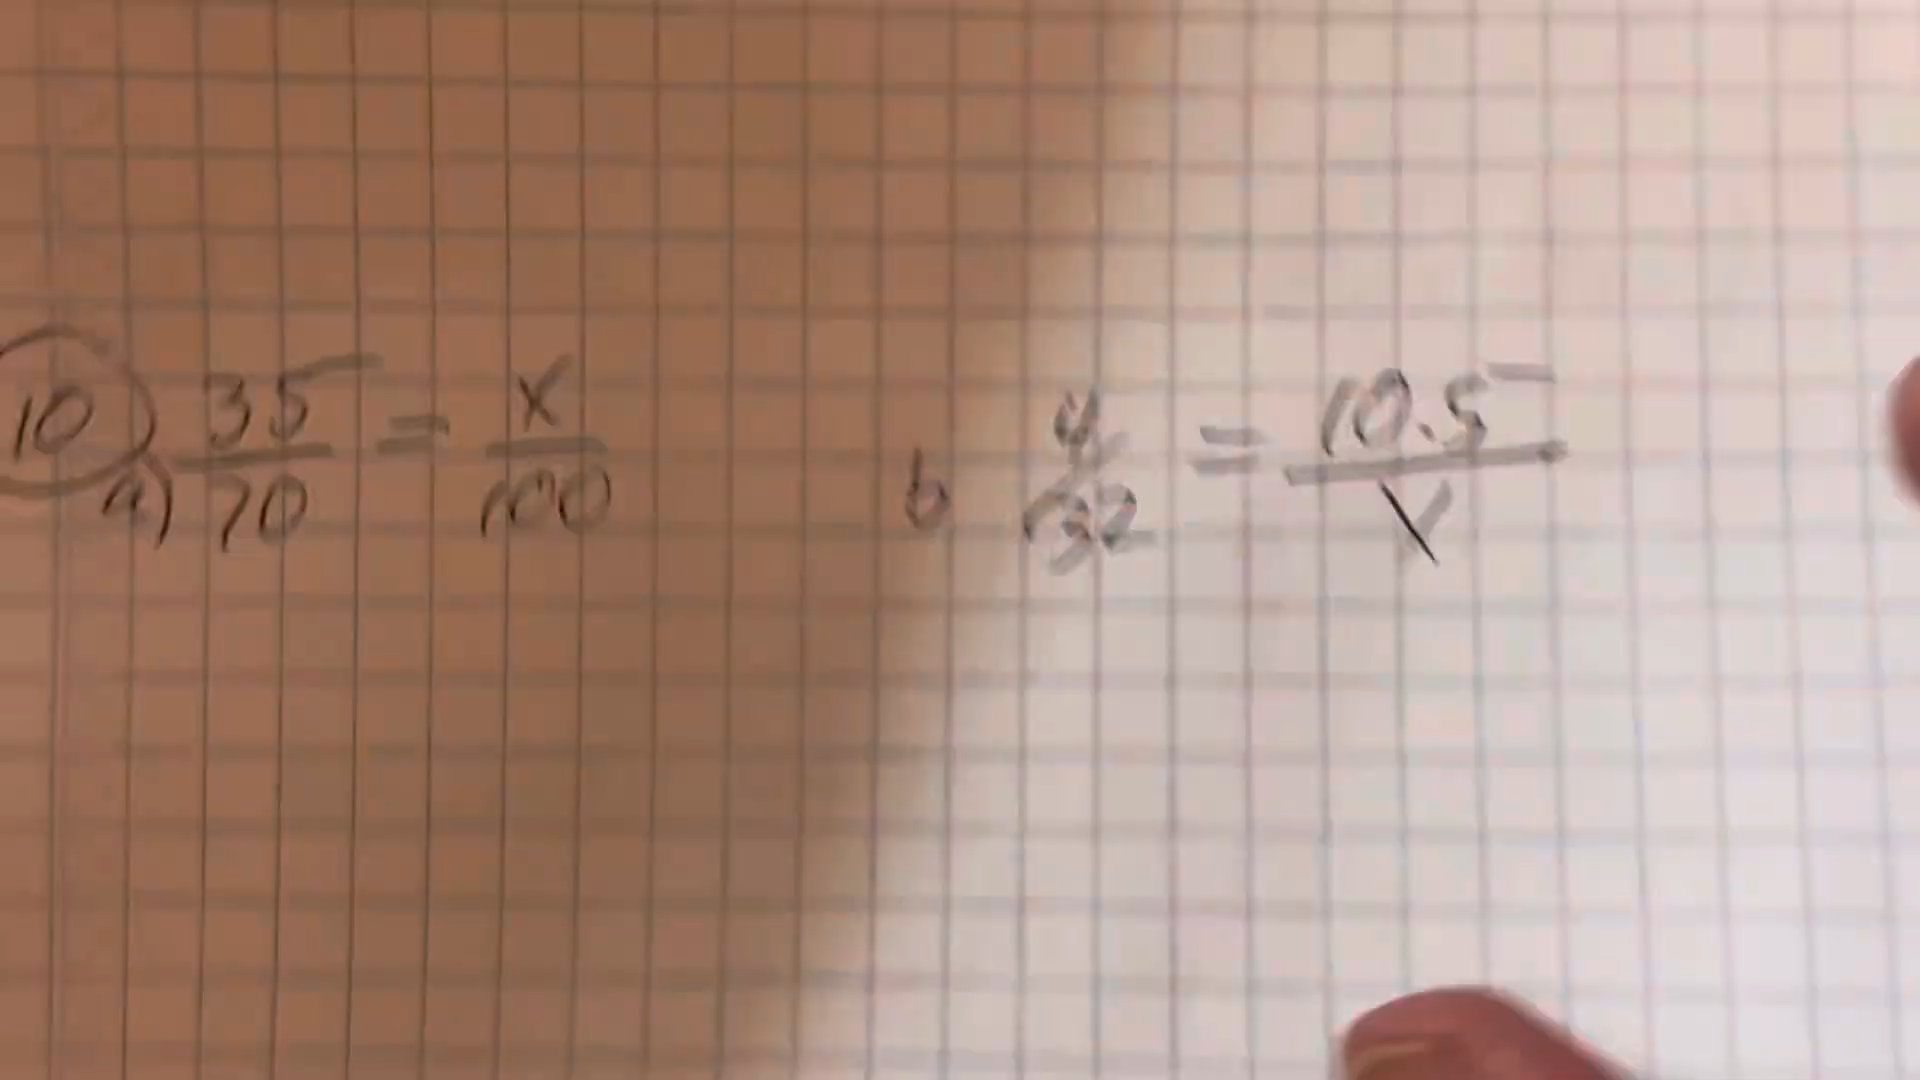 10 a) 35/70 = x/100
b 4/32 = 10.5/Y